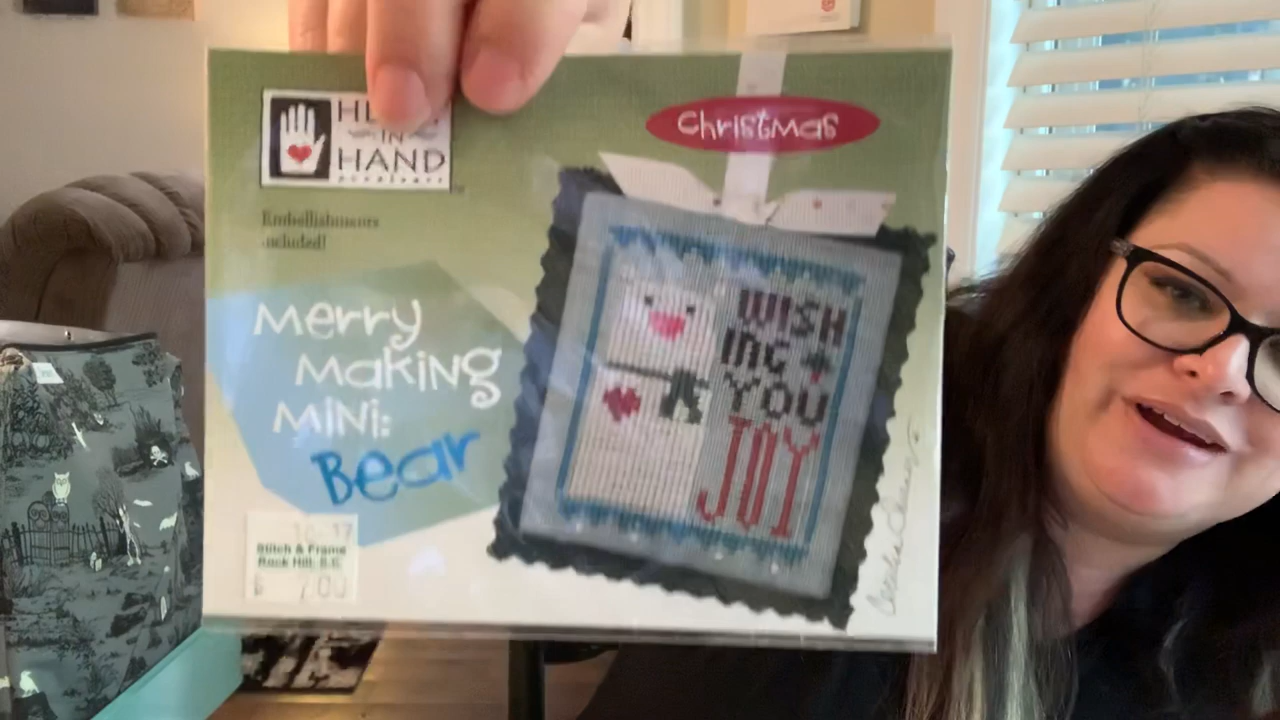 IN
HAND
Christmas
Embellishments
included!
Merry
Making
Mini:
Bear
WISH
ING
YOU
JOY
Stitch & Frame
Rock Hill, S.C.
7.00